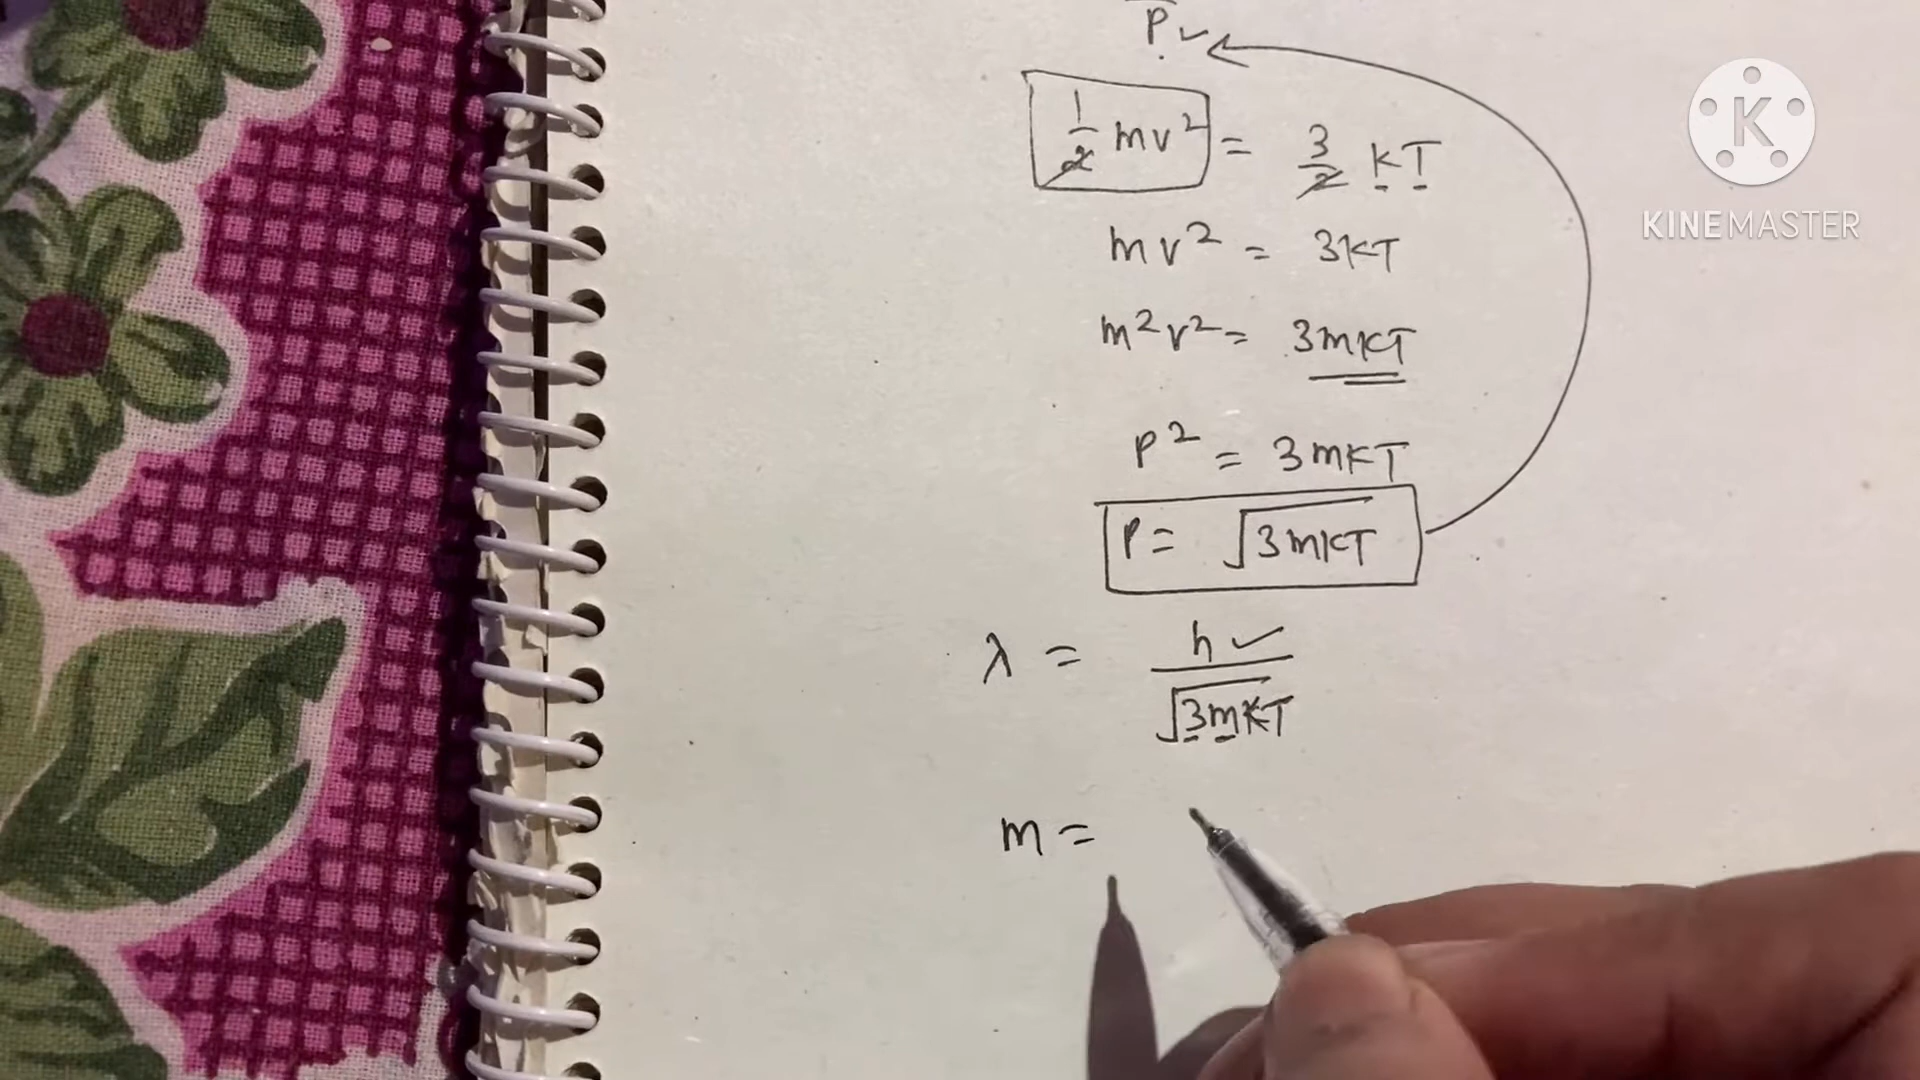 P ✓
1/2 mv² = 3/2 KT
mv² = 3KT
m²v² = 3mKT
P² = 3mKT
P = √3mKT
λ = h ✓ / √3mKT
m =
K
KINEMASTER